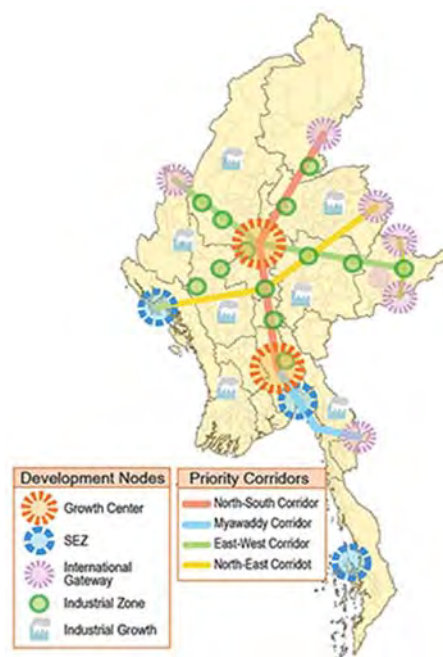 Development Nodes
Growth Center
SEZ
International
Gateway
Industrial Zone
Industrial Growth
Priority Corridors
North-South Corridor
Myawaddy Corridor
East-West Corridor
North-East Corridot